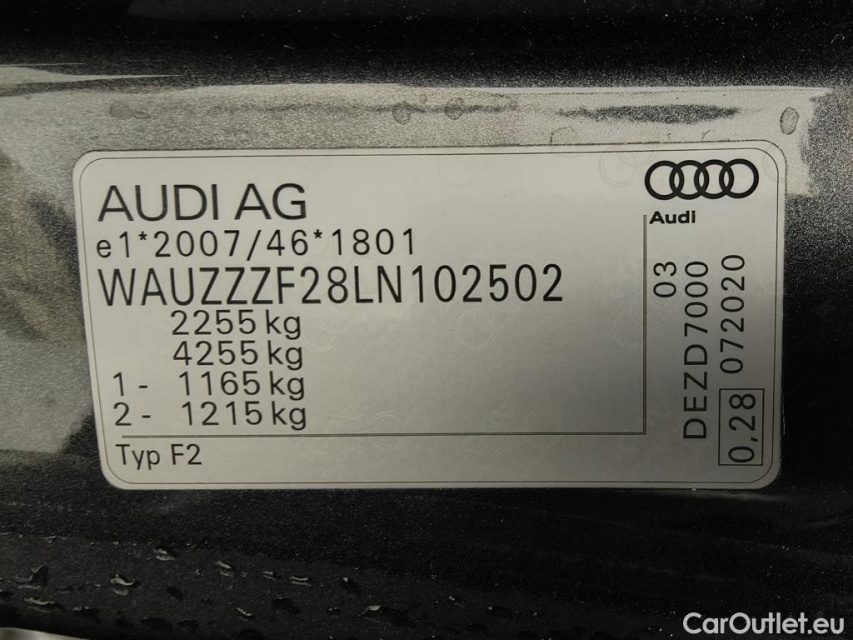 AUDI AG
e1*2007/46*1801
WAUZZZF28LN102502
2255 kg
4255 kg
1 - 1165 kg
2 - 1215 kg
Typ F2
Audi
03
DEZD7000
0,28 072020
CarOutlet.eu